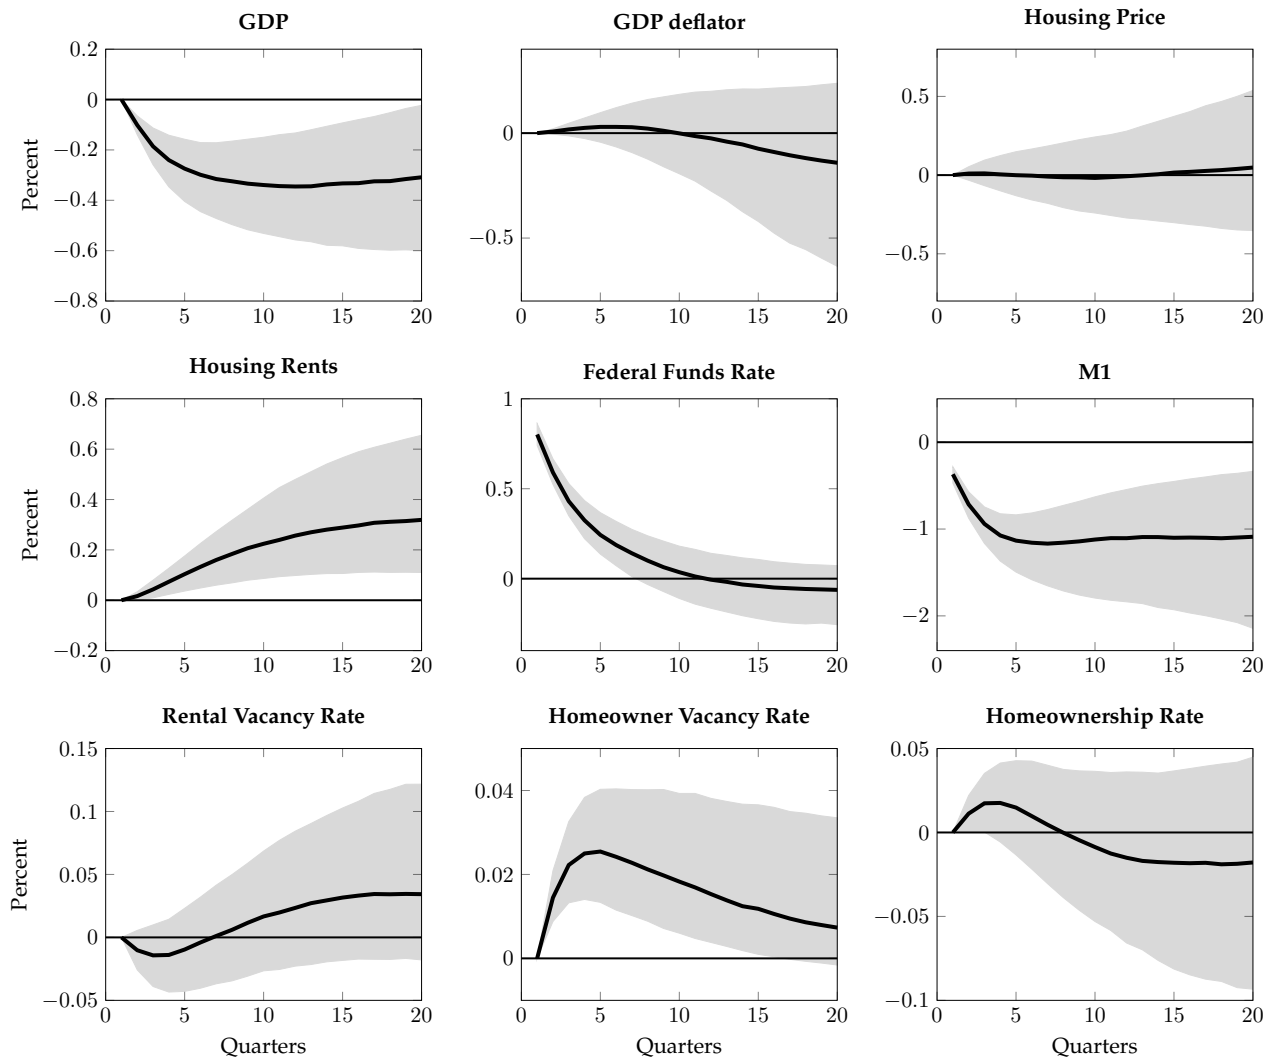 GDP
GDP deflator
Housing Price
Percent
0.2
0
−0.2
−0.4
−0.6
−0.8
0 5 10 15 20
0
−0.5
0 5 10 15 20
0.5
0
−0.5
0 5 10 15 20
Housing Rents
Federal Funds Rate
M1
Percent
0.8
0.6
0.4
0.2
0
−0.2
0 5 10 15 20
1
0.5
0
0 5 10 15 20
0
−1
−2
0 5 10 15 20
Rental Vacancy Rate
Homeowner Vacancy Rate
Homeownership Rate
Percent
0.15
0.1
0.05
0
−0.05
0 5 10 15 20
Quarters
0.04
0.02
0
0 5 10 15 20
Quarters
0.05
0
−0.05
−0.1
0 5 10 15 20
Quarters